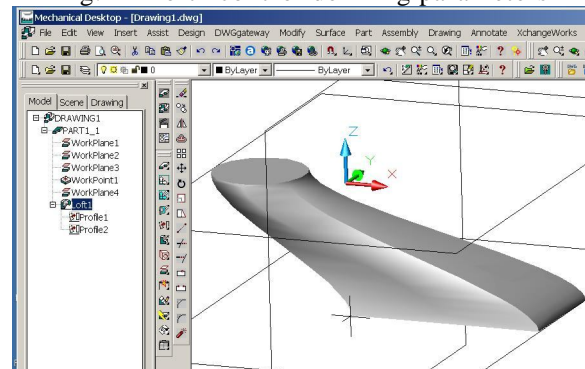 Mechanical Desktop - [Drawing1.dwg]
File Edit View Insert Assist Design DWGgateway Modify Surface Part Assembly Drawing Annotate XchangeWorks
0 ByLayer ByLayer
Model Scene Drawing
DRAWING1
PART1_1
WorkPlane1
WorkPlane2
WorkPlane3
WorkPoint1
WorkPlane4
Loft1
Profile1
Profile2
Z
Y
X